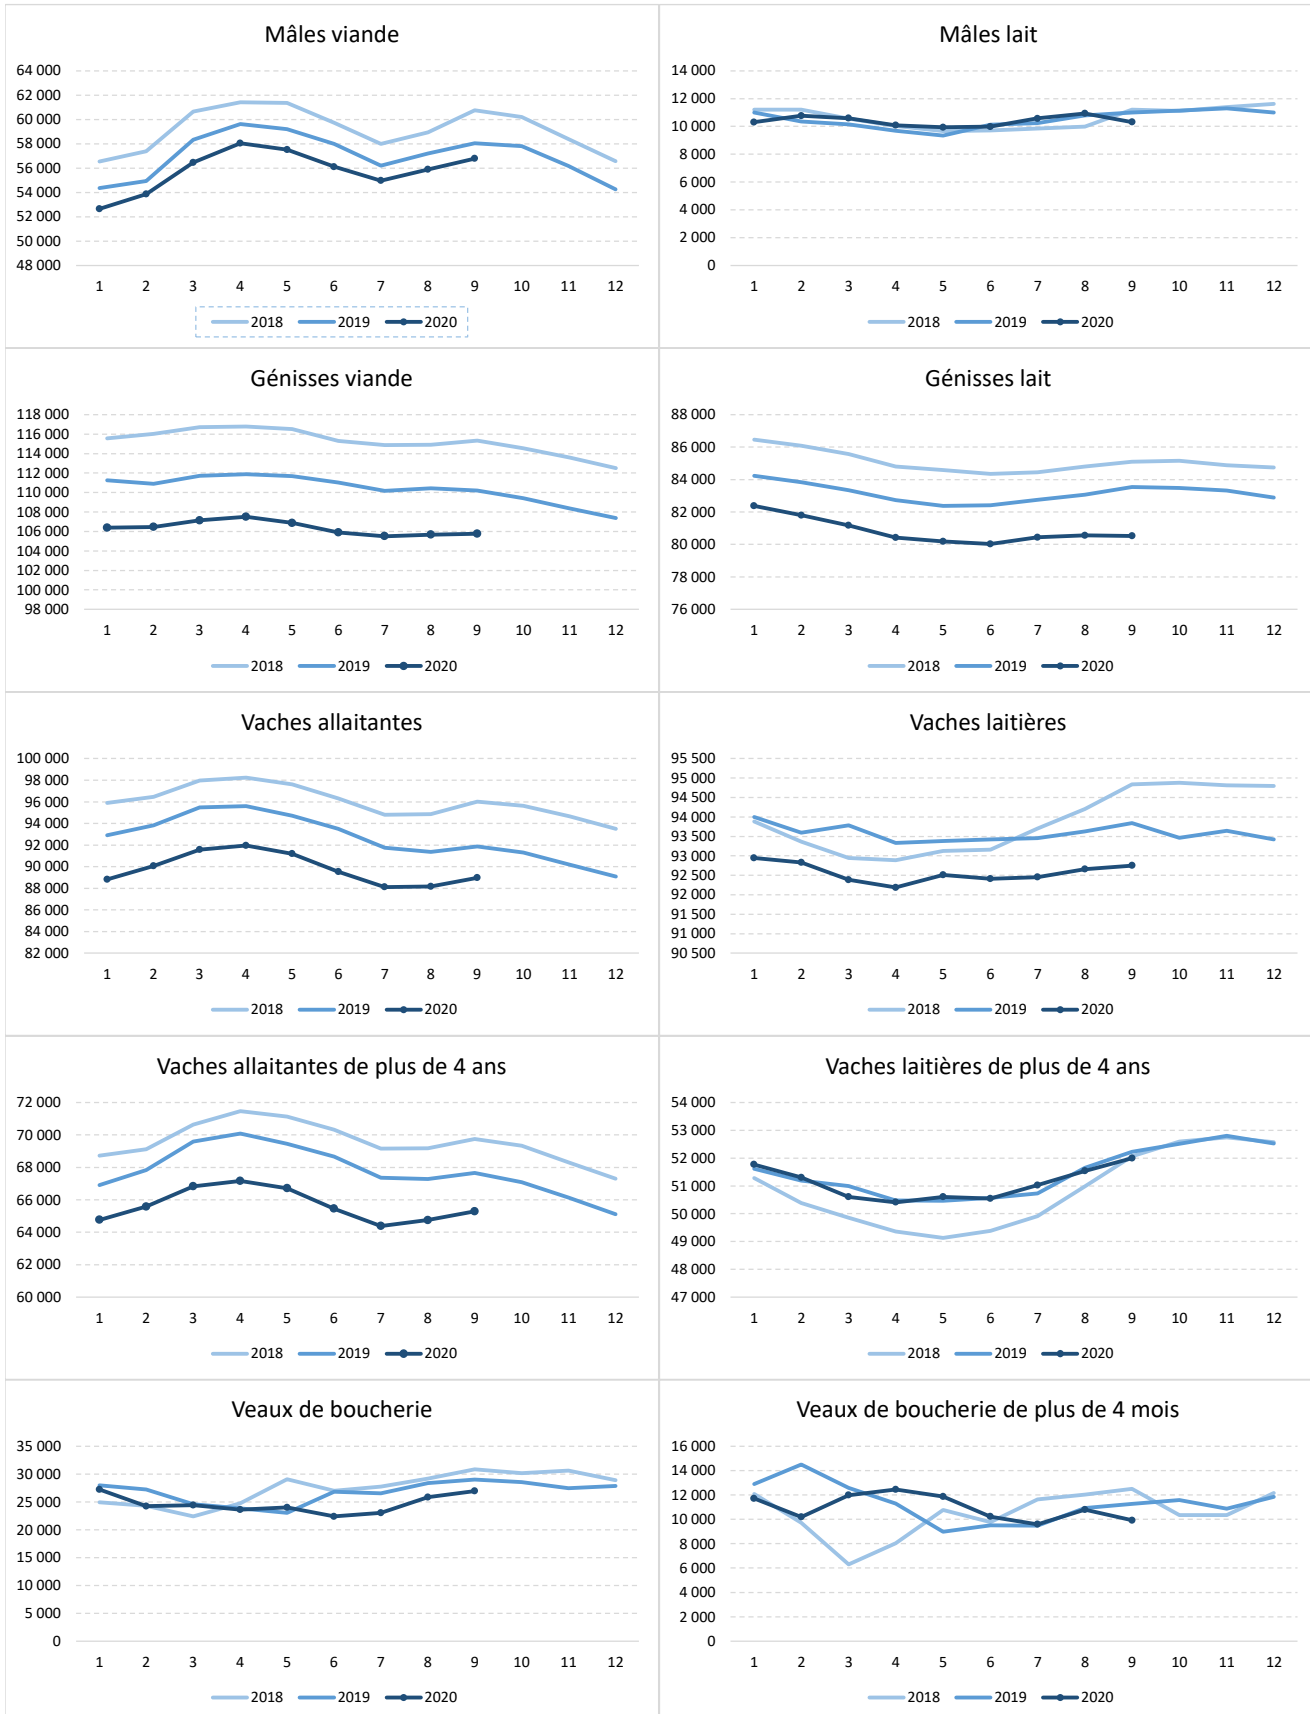 Mâles viande
64 000
62 000
60 000
58 000
56 000
54 000
52 000
50 000
48 000
1 2 3 4 5 6 7 8 9 10 11 12
2018 2019 2020
Mâles lait
14 000
12 000
10 000
8 000
6 000
4 000
2 000
0
1 2 3 4 5 6 7 8 9 10 11 12
2018 2019 2020
Génisses viande
118 000
116 000
114 000
112 000
110 000
108 000
106 000
104 000
102 000
100 000
98 000
1 2 3 4 5 6 7 8 9 10 11 12
2018 2019 2020
Génisses lait
88 000
86 000
84 000
82 000
80 000
78 000
76 000
1 2 3 4 5 6 7 8 9 10 11 12
2018 2019 2020
Vaches allaitantes
100 000
98 000
96 000
94 000
92 000
90 000
88 000
86 000
84 000
82 000
1 2 3 4 5 6 7 8 9 10 11 12
2018 2019 2020
Vaches laitières
95 500
95 000
94 500
94 000
93 500
93 000
92 500
92 000
91 500
91 000
90 500
1 2 3 4 5 6 7 8 9 10 11 12
2018 2019 2020
Vaches allaitantes de plus de 4 ans
72 000
70 000
68 000
66 000
64 000
62 000
60 000
1 2 3 4 5 6 7 8 9 10 11 12
2018 2019 2020
Vaches laitières de plus de 4 ans
54 000
53 000
52 000
51 000
50 000
49 000
48 000
47 000
1 2 3 4 5 6 7 8 9 10 11 12
2018 2019 2020
Veaux de boucherie
35 000
30 000
25 000
20 000
15 000
10 000
5 000
0
1 2 3 4 5 6 7 8 9 10 11 12
2018 2019 2020
Veaux de boucherie de plus de 4 mois
16 000
14 000
12 000
10 000
8 000
6 000
4 000
2 000
0
1 2 3 4 5 6 7 8 9 10 11 12
2018 2019 2020